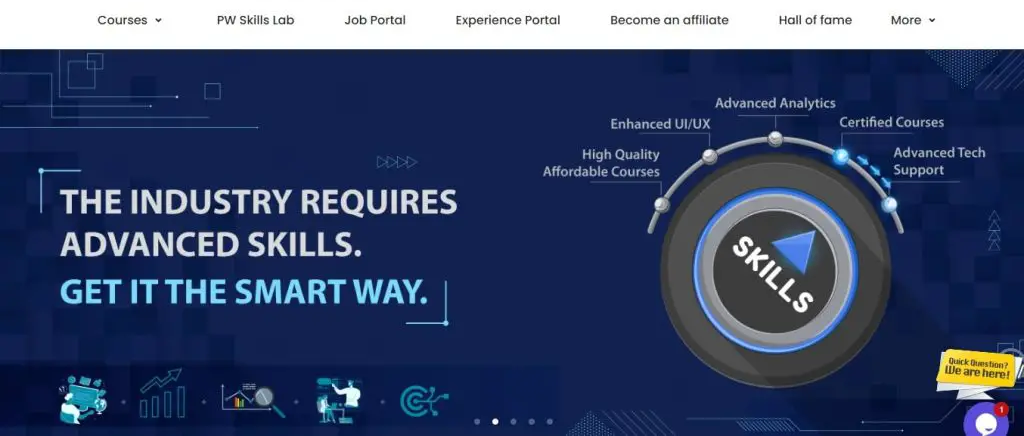 Courses
PW Skills Lab
Job Portal
Experience Portal
Become an affiliate
Hall of fame
More
THE INDUSTRY REQUIRES
ADVANCED SKILLS.
GET IT THE SMART WAY.
High Quality
Affordable Courses
Enhanced UI/UX
Advanced Analytics
Certified Courses
Advanced Tech
Support
SKILLS
Quick Question?
We are here!
1